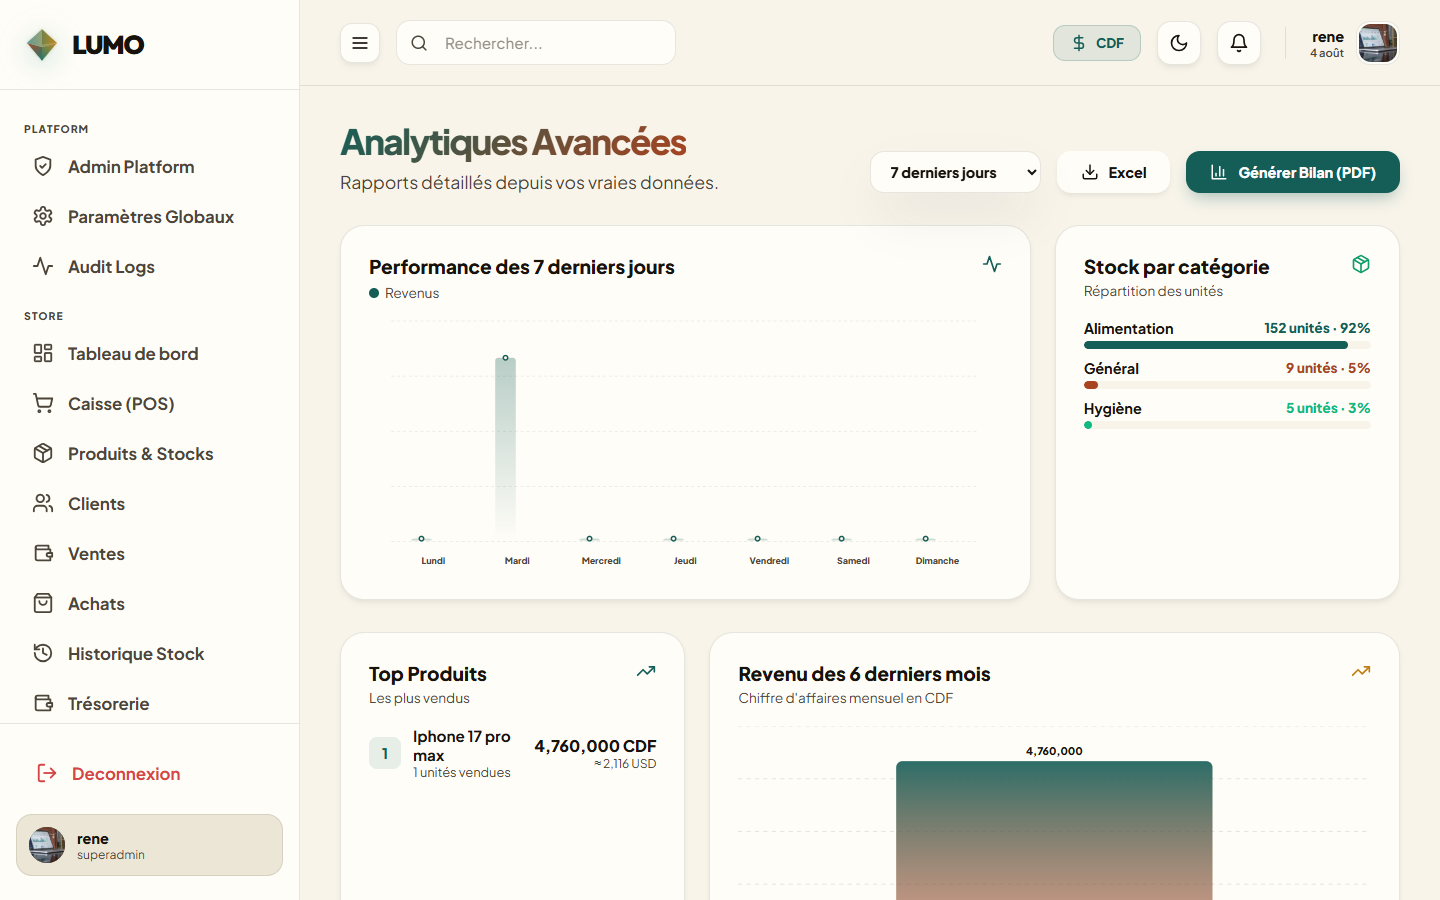 LUMO
PLATFORM
Admin Platform
Paramètres Globaux
Audit Logs
STORE
Tableau de bord
Caisse (POS)
Produits & Stocks
Clients
Ventes
Achats
Historique Stock
Trésorerie
Deconnexion
rene
superadmin
Rechercher...
CDF
rene
4 août
Analytiques Avancées
Rapports détaillés depuis vos vraies données.
7 derniers jours
Excel
Générer Bilan (PDF)
Performance des 7 derniers jours
Revenus
Lundi Mardi Mercredi Jeudi Vendredi Samedi Dimanche
Stock par catégorie
Répartition des unités
Alimentation 152 unités · 92%
Général 9 unités · 5%
Hygiène 5 unités · 3%
Top Produits
Les plus vendus
1
Iphone 17 pro
max
1 unités vendues
4,760,000 CDF
≈ 2,116 USD
Revenu des 6 derniers mois
Chiffre d'affaires mensuel en CDF
4,760,000